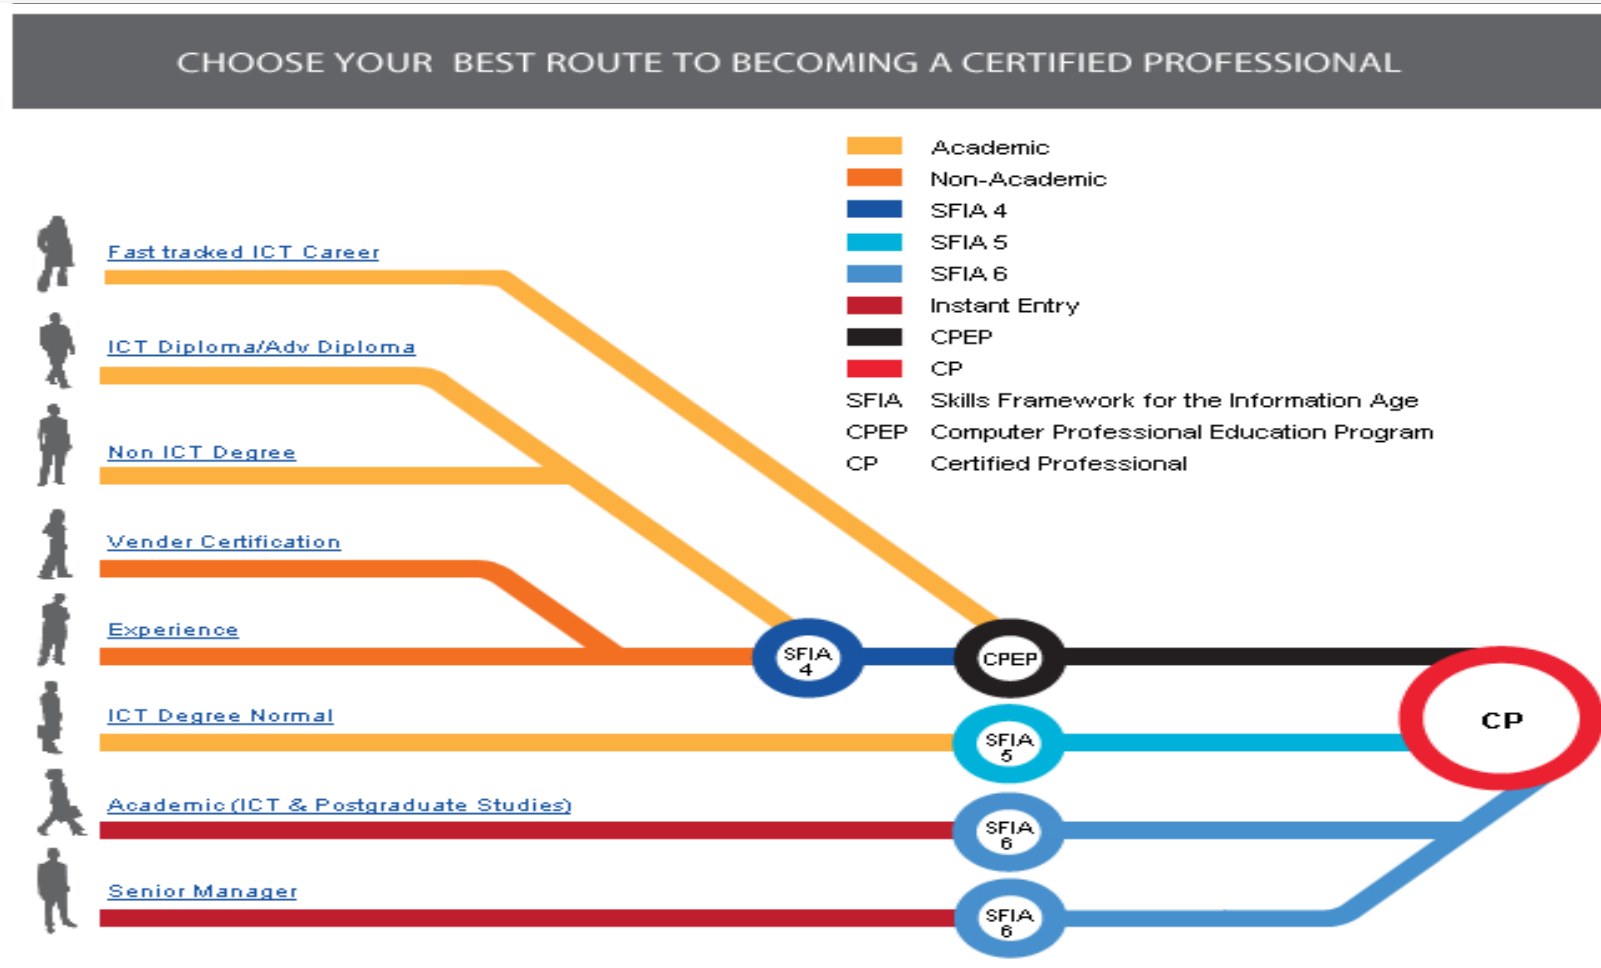 CHOOSE YOUR BEST ROUTE TO BECOMING A CERTIFIED PROFESSIONAL
Academic
Non-Academic
SFIA 4
SFIA 5
SFIA 6
Instant Entry
CPEP
CP
SFIA Skills Framework for the Information Age
CPEP Computer Professional Education Program
CP Certified Professional
Fast tracked ICT Career
ICT Diploma/Adv Diploma
Non ICT Degree
Vender Certification
Experience
SFIA
4
CPEP
ICT Degree Normal
SFIA
5
CP
Academic (ICT & Postgraduate Studies)
SFIA
6
Senior Manager
SFIA
6